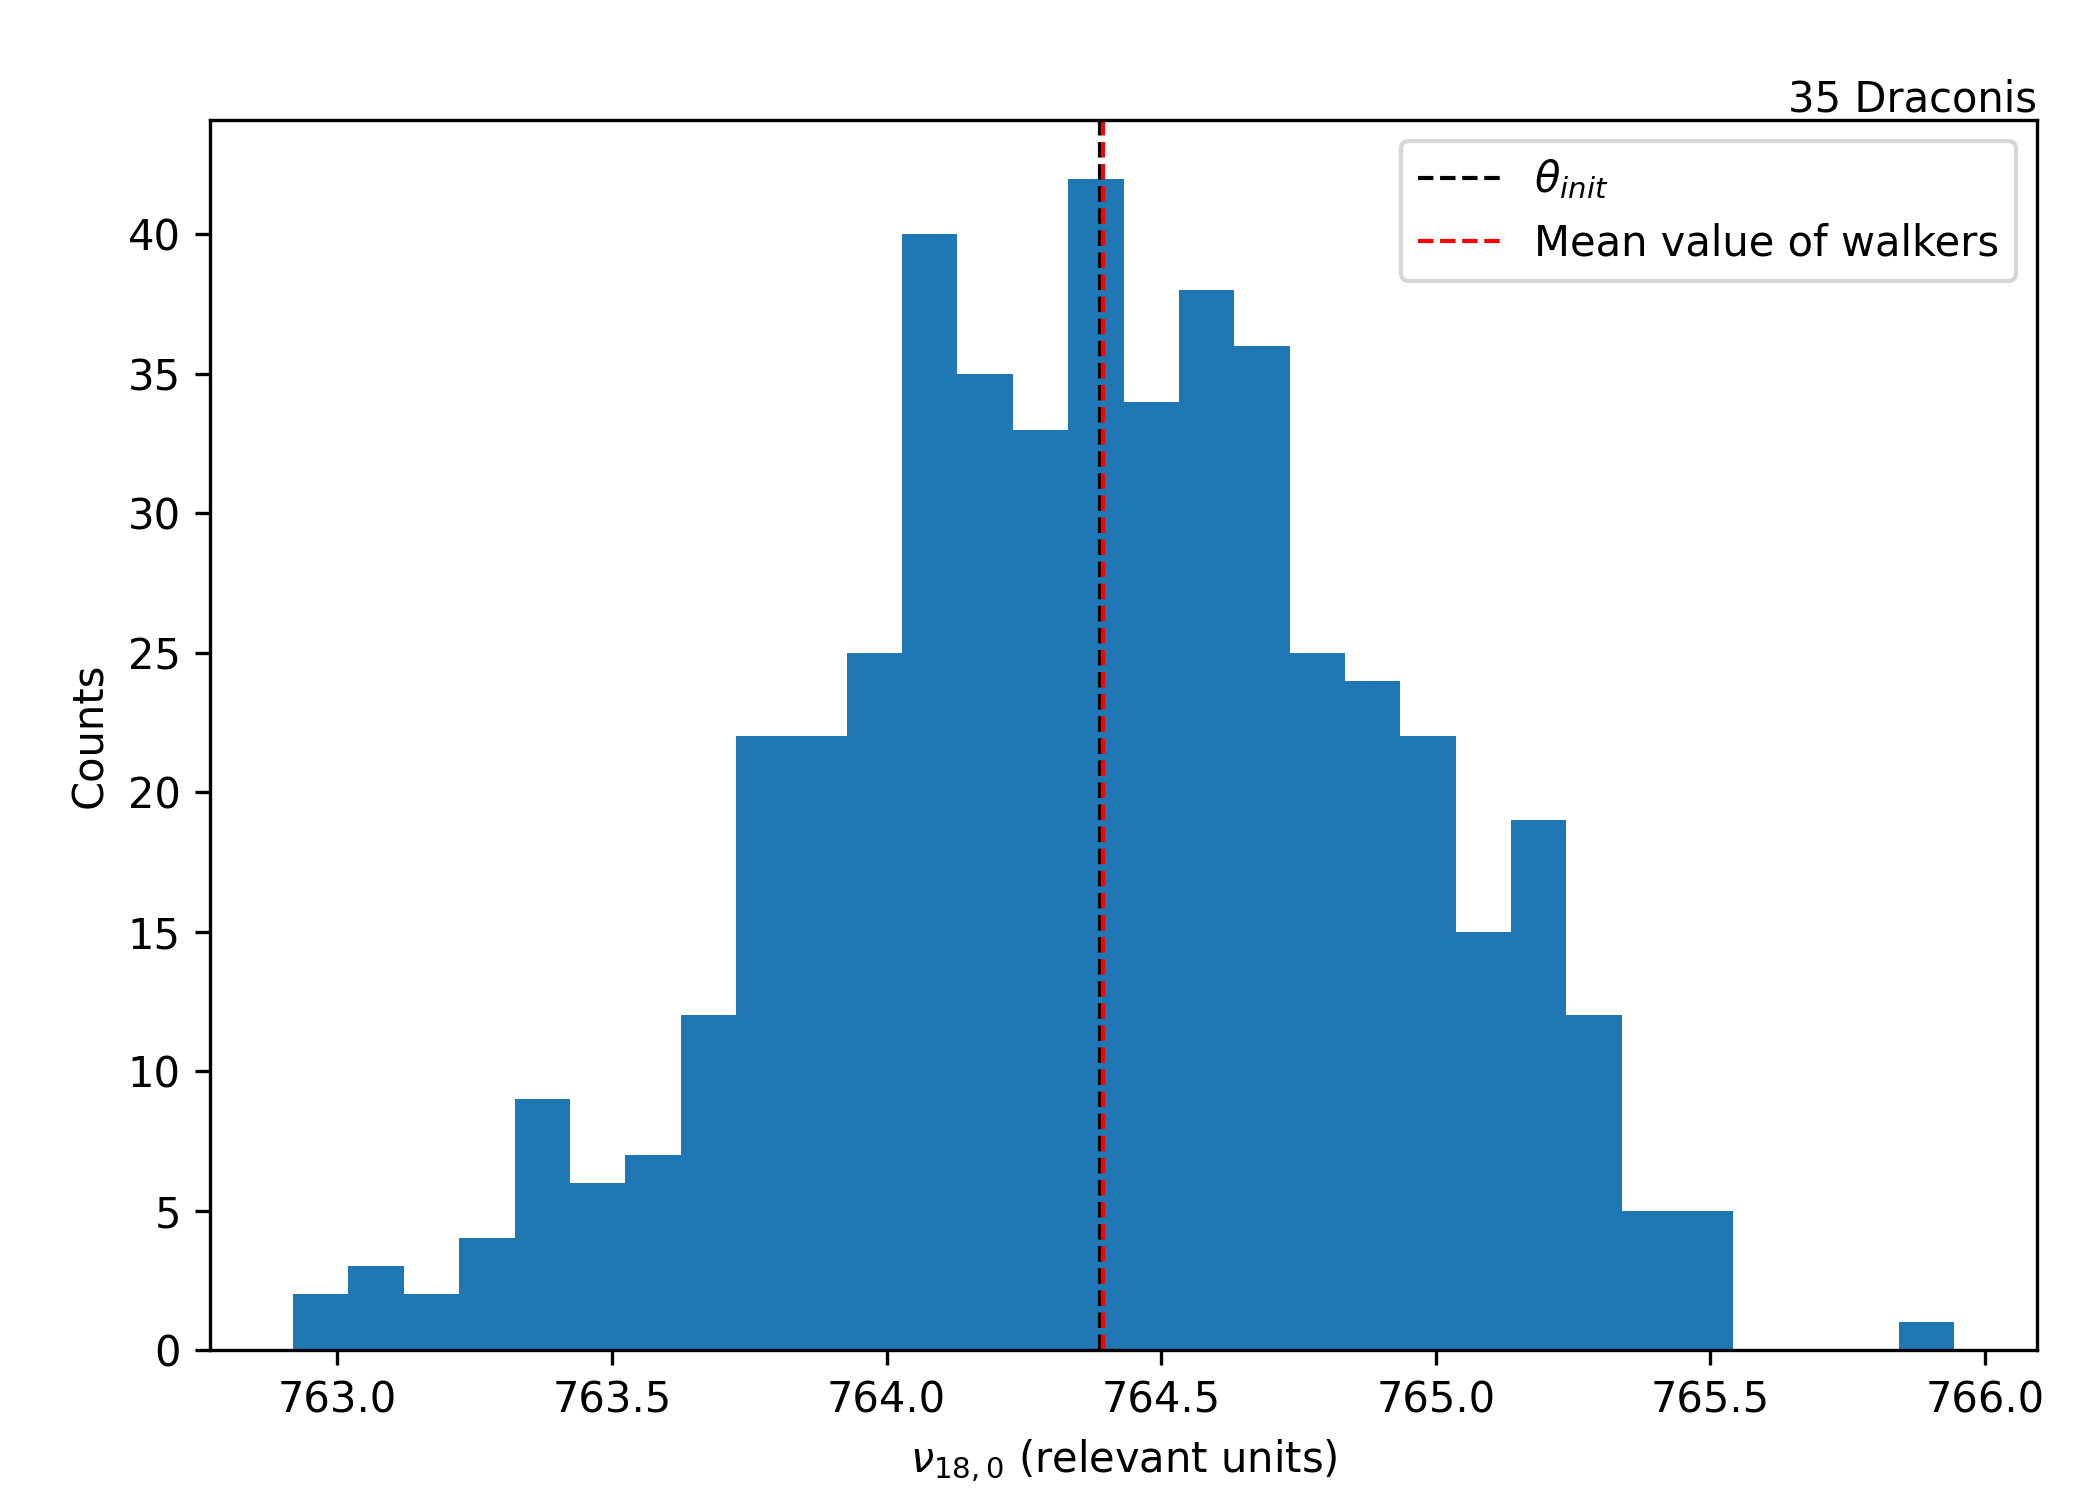 35 Draconis
θ_init
Mean value of walkers
40
35
30
25
20
15
10
5
0
Counts
763.0 763.5 764.0 764.5 765.0 765.5 766.0
ν_18, 0 (relevant units)